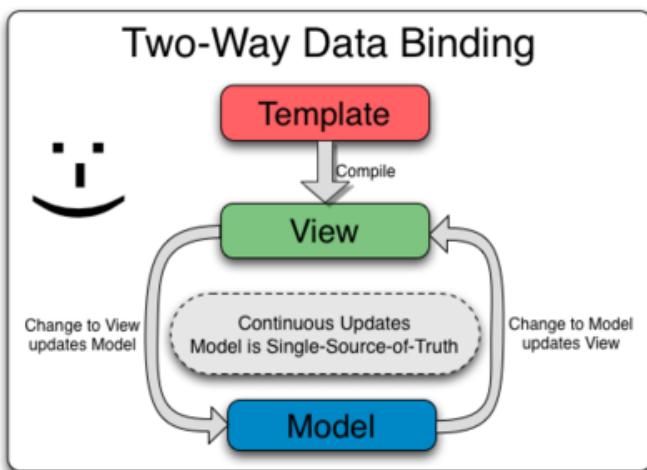 Two-Way Data Binding
Template
Compile
View
Change to View
updates Model
Continuous Updates
Model is Single-Source-of-Truth
Change to Model
updates View
Model